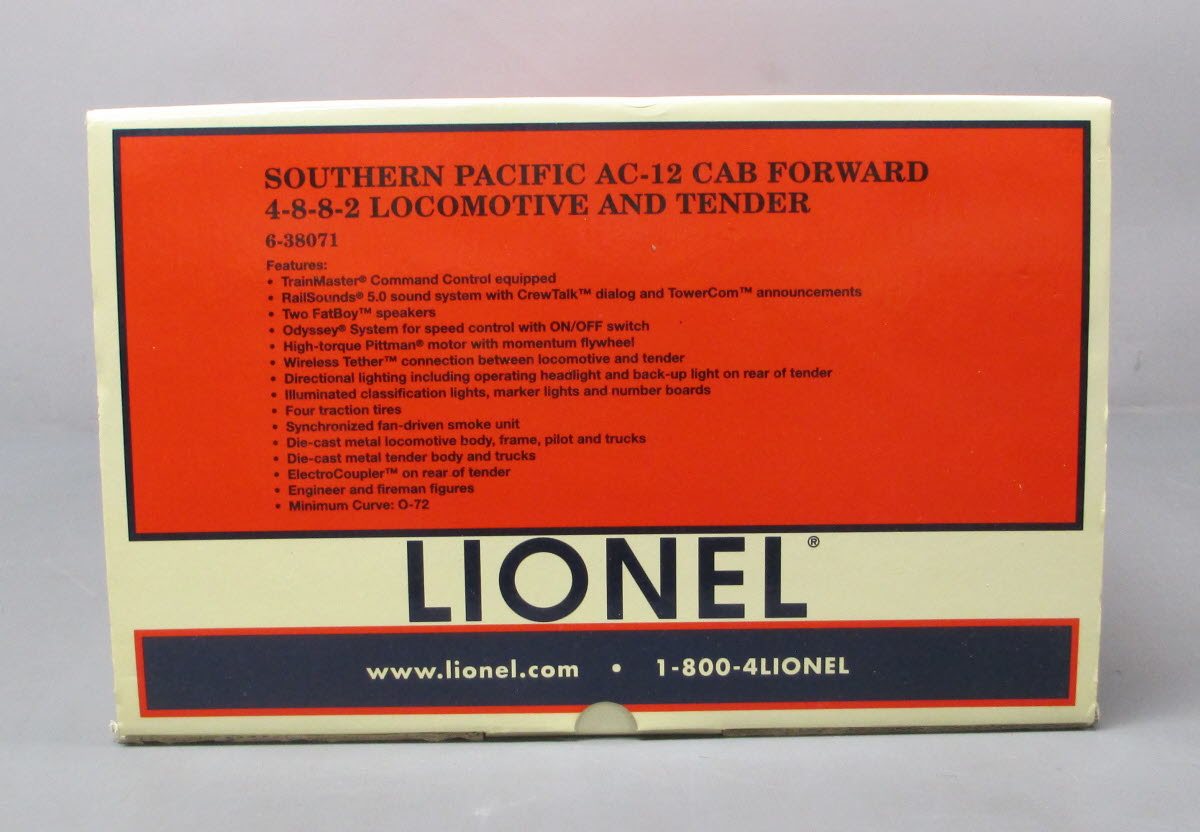 SOUTHERN PACIFIC AC-12 CAB FORWARD
4-8-8-2 LOCOMOTIVE AND TENDER
6-38071
Features:
• TrainMaster® Command Control equipped
• RailSounds® 5.0 sound system with CrewTalk™ dialog and TowerCom™ announcements
• Two FatBoy™ speakers
• Odyssey® System for speed control with ON/OFF switch
• High-torque Pittman® motor with momentum flywheel
• Wireless Tether™ connection between locomotive and tender
• Directional lighting including operating headlight and back-up light on rear of tender
• Illuminated classification lights, marker lights and number boards
• Four traction tires
• Synchronized fan-driven smoke unit
• Die-cast metal locomotive body, frame, pilot and trucks
• Die-cast metal tender body and trucks
• ElectroCoupler™ on rear of tender
• Engineer and fireman figures
• Minimum Curve: O-72
LIONEL®
www.lionel.com • 1-800-4LIONEL